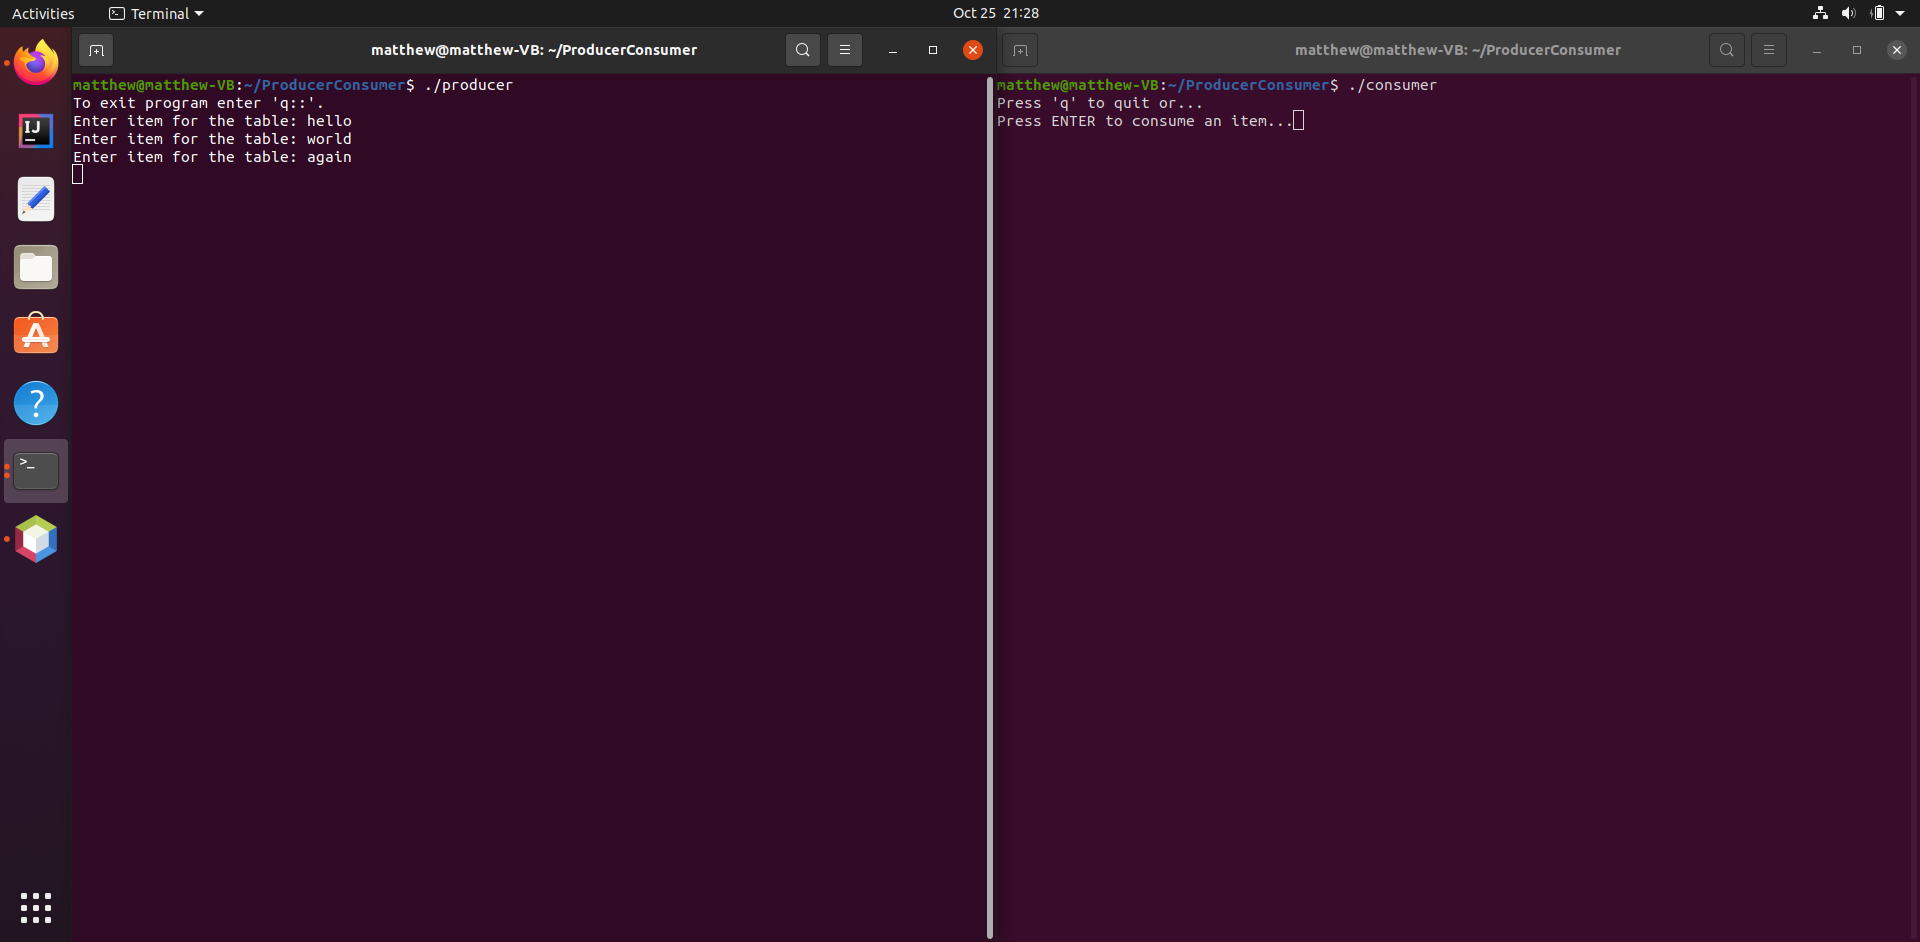 Activities
Terminal
Oct 25 21:28
matthew@matthew-VB: ~/ProducerConsumer
matthew@matthew-VB:~/ProducerConsumer$ ./producer
To exit program enter 'q::'.
Enter item for the table: hello
Enter item for the table: world
Enter item for the table: again
matthew@matthew-VB: ~/ProducerConsumer
matthew@matthew-VB:~/ProducerConsumer$ ./consumer
Press 'q' to quit or...
Press ENTER to consume an item...
IJ
?
>_